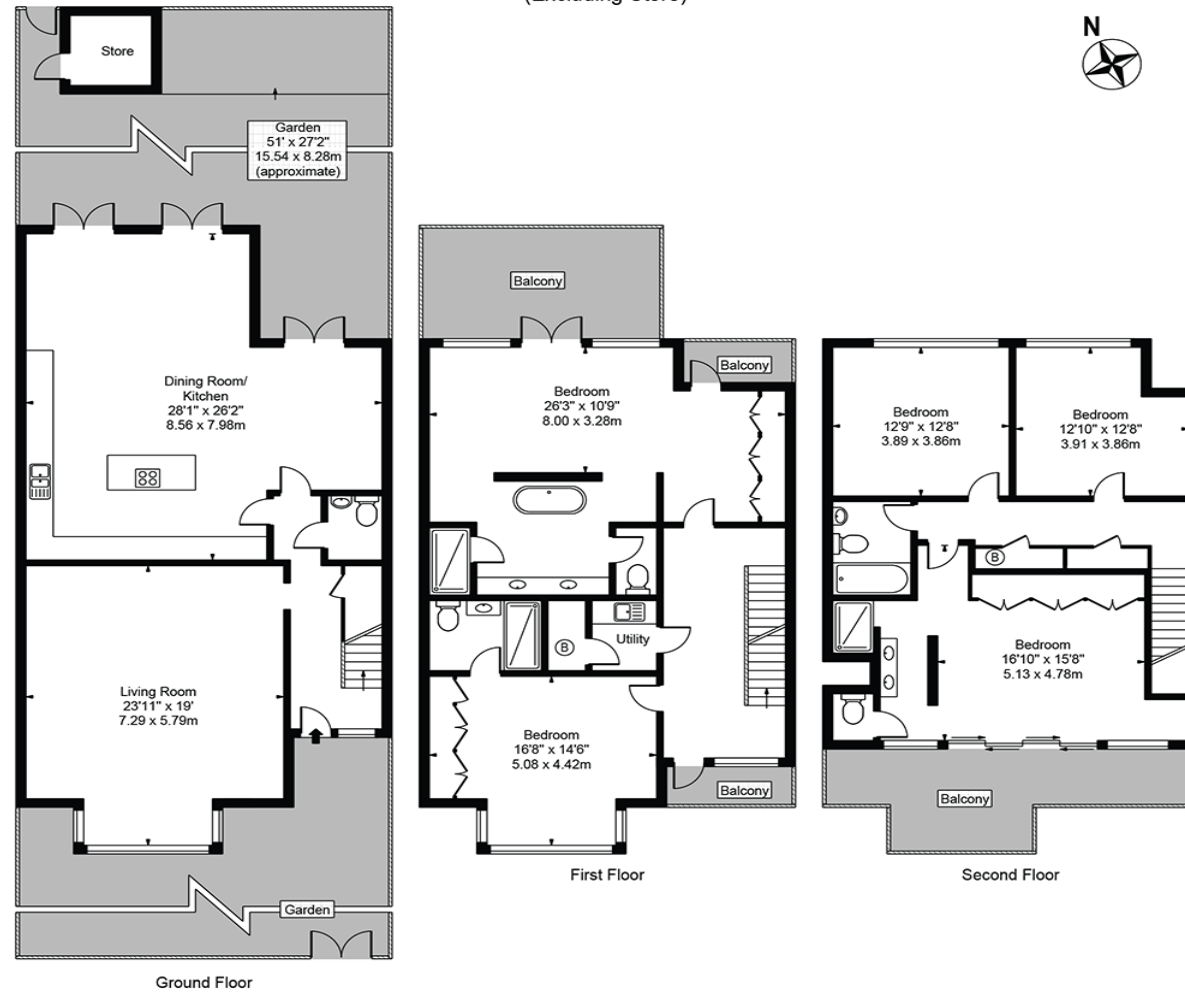 (Excluding Store)
N
Store
Garden
51' x 27'2"
15.54 x 8.28m
(approximate)
Dining Room/
Kitchen
28'1" x 26'2"
8.56 x 7.98m
Living Room
23'11" x 19'
7.29 x 5.79m
Garden
Ground Floor
Balcony
Balcony
Bedroom
26'3" x 10'9"
8.00 x 3.28m
Utility
B
Bedroom
16'8" x 14'6"
5.08 x 4.42m
Balcony
First Floor
Bedroom
12'9" x 12'8"
3.89 x 3.86m
Bedroom
12'10" x 12'8"
3.91 x 3.86m
B
Bedroom
16'10" x 15'8"
5.13 x 4.78m
Balcony
Second Floor